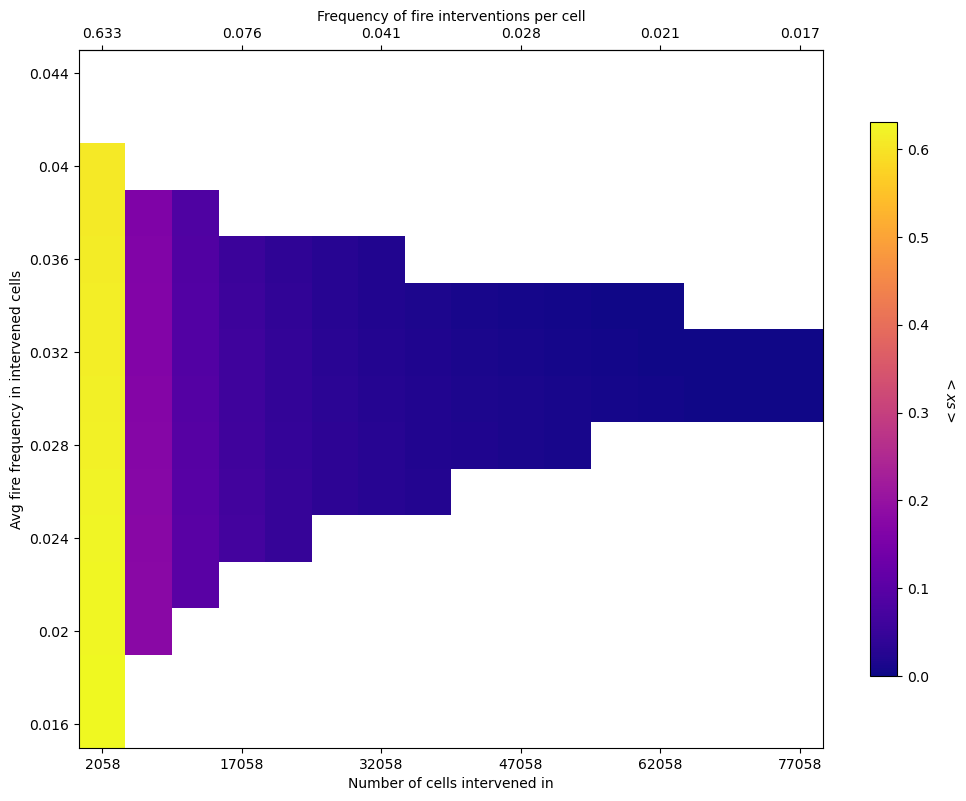 Frequency of fire interventions per cell
0.633 0.076 0.041 0.028 0.021 0.017
0.044
0.04
0.036
0.032
0.028
0.024
0.02
0.016
Avg fire frequency in intervened cells
2058 17058 32058 47058 62058 77058
Number of cells intervened in
0.6
0.5
0.4
0.3
0.2
0.1
0.0
<xs>